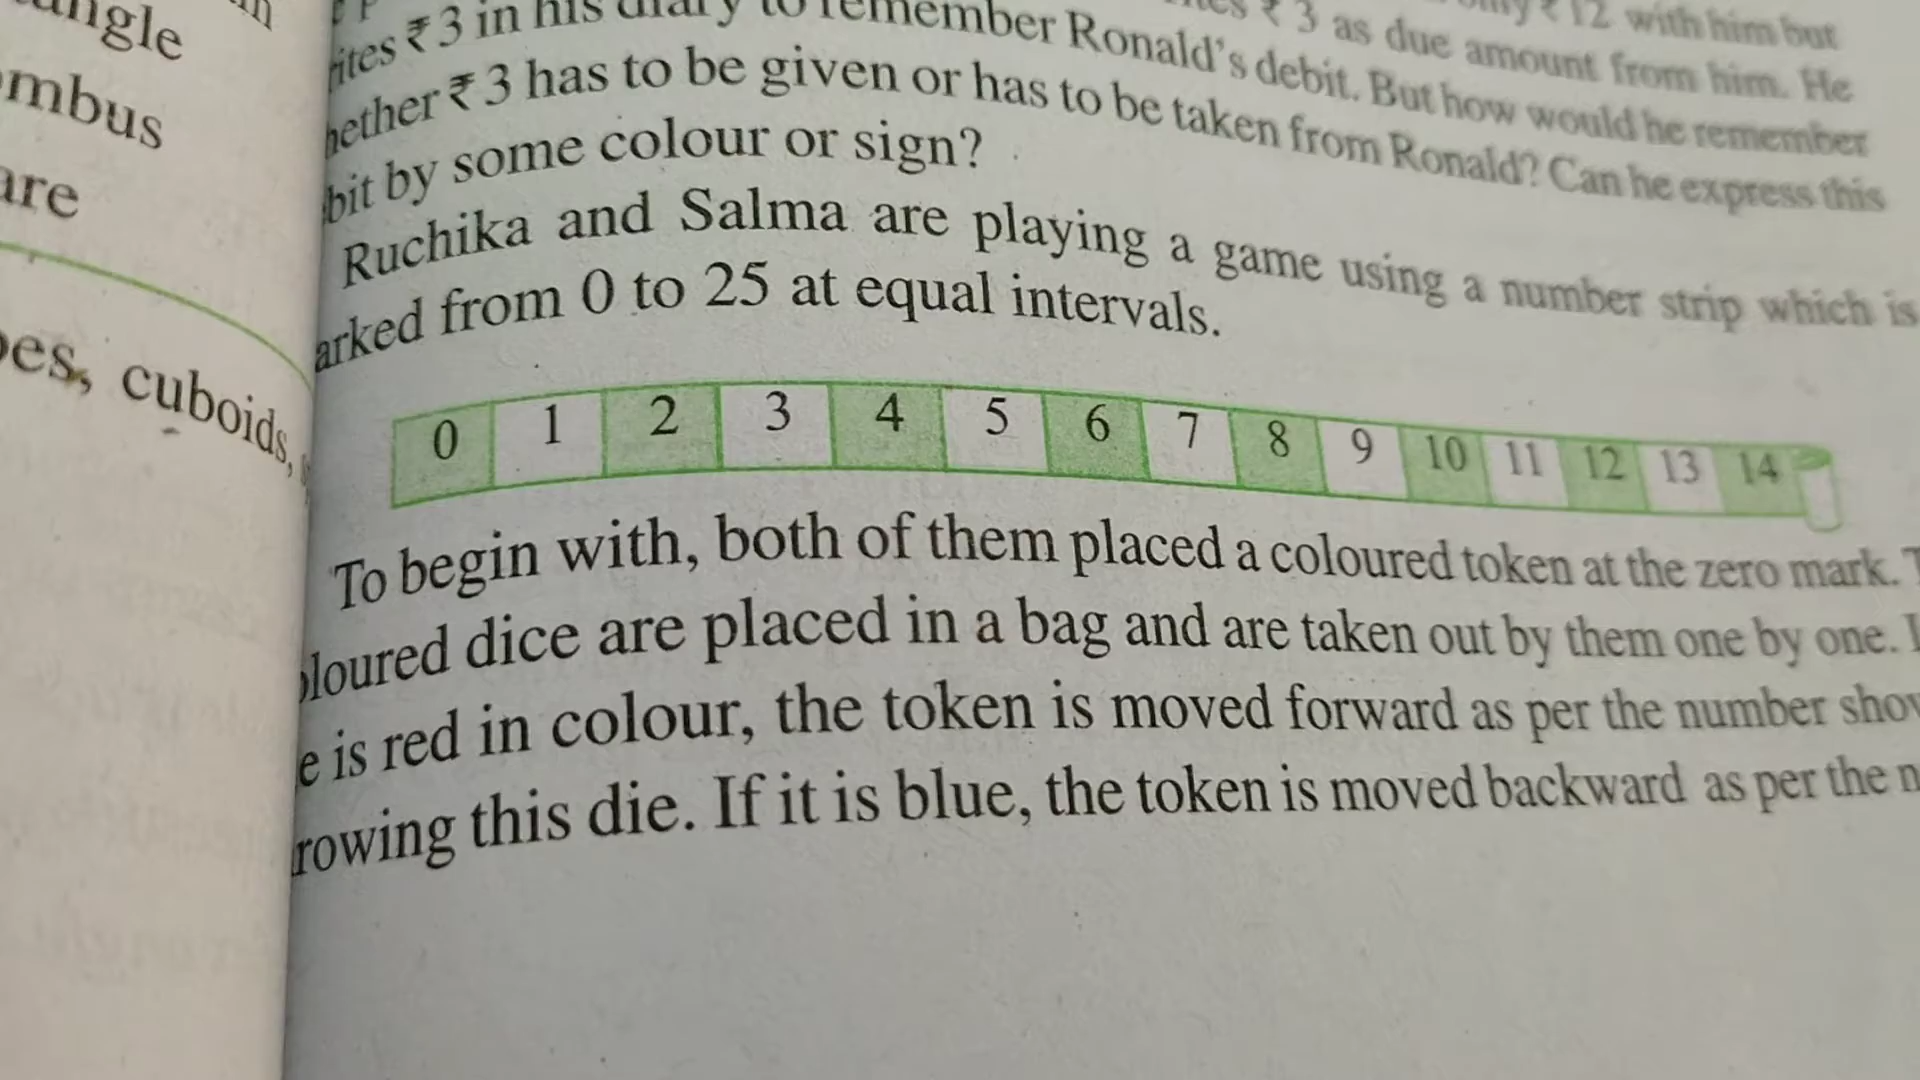 ngle
mbus
are
es, cuboids,
₹ 3 as due amount from him. He
₹ 12 with him but
ites ₹ 3 in his diary to remember Ronald's debit. But how would he remember
hether ₹ 3 has to be given or has to be taken from Ronald? Can he express this
bit by some colour or sign?
Ruchika and Salma are playing a game using a number strip which is
arked from 0 to 25 at equal intervals.
0 1 2 3 4 5 6 7 8 9 10 11 12 13 14
To begin with, both of them placed a coloured token at the zero mark. T
loured dice are placed in a bag and are taken out by them one by one. I
e is red in colour, the token is moved forward as per the number show
rowing this die. If it is blue, the token is moved backward as per the n